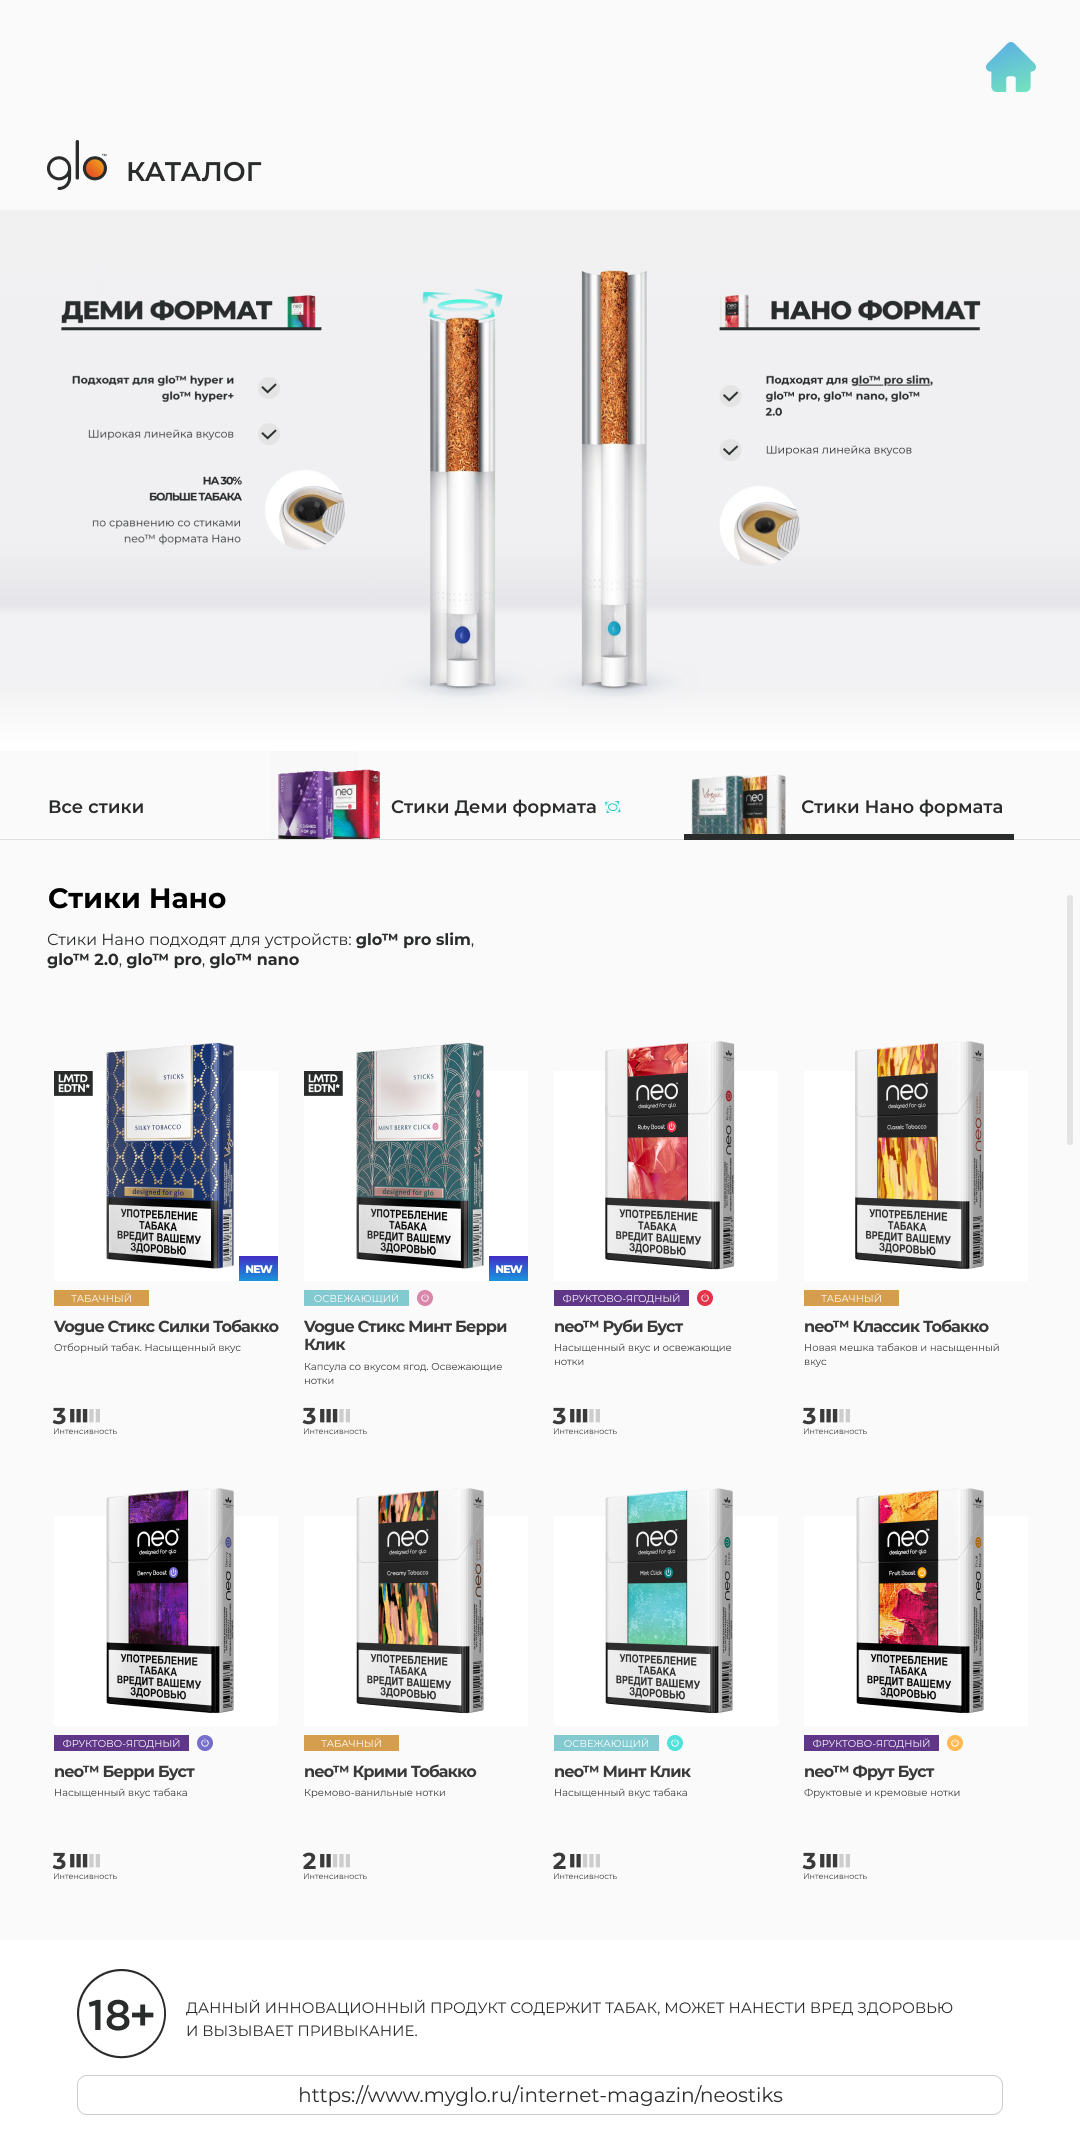 glo™ КАТАЛОГ
ДЕМИ ФОРМАТ
Подходят для glo™ hyper и
glo™ hyper+
Широкая линейка вкусов
НА 30%
БОЛЬШЕ ТАБАКА
по сравнению со стиками
neo™ формата Нано
НАНО ФОРМАТ
Подходят для glo™ pro slim,
glo™ pro, glo™ nano, glo™
2.0
Широкая линейка вкусов
Все стики
Стики Деми формата
Стики Нано формата
Стики Нано
Стики Нано подходят для устройств: glo™ pro slim,
glo™ 2.0, glo™ pro, glo™ nano
LMTD
EDTN*
STICKS
SILKY TOBACCO
designed for glo
УПОТРЕБЛЕНИЕ
ТАБАКА
ВРЕДИТ ВАШЕМУ
ЗДОРОВЬЮ
NEW
ТАБАЧНЫЙ
Vogue Стикс Силки Тобакко
Отборный табак. Насыщенный вкус
3
Интенсивность
LMTD
EDTN*
STICKS
MINT BERRY CLICK
designed for glo
УПОТРЕБЛЕНИЕ
ТАБАКА
ВРЕДИТ ВАШЕМУ
ЗДОРОВЬЮ
NEW
ОСВЕЖАЮЩИЙ
Vogue Стикс Минт Берри
Клик
Капсула со вкусом ягод. Освежающие
нотки
3
Интенсивность
neo™
designed for glo
Ruby Boost
neo
УПОТРЕБЛЕНИЕ
ТАБАКА
ВРЕДИТ ВАШЕМУ
ЗДОРОВЬЮ
ФРУКТОВО-ЯГОДНЫЙ
neo™ Руби Буст
Насыщенный вкус и освежающие
нотки
3
Интенсивность
neo™
designed for glo
Classic Tobacco
neo
УПОТРЕБЛЕНИЕ
ТАБАКА
ВРЕДИТ ВАШЕМУ
ЗДОРОВЬЮ
ТАБАЧНЫЙ
neo™ Классик Тобакко
Новая мешка табаков и насыщенный
вкус
3
Интенсивность
neo™
designed for glo
Berry Boost
neo
УПОТРЕБЛЕНИЕ
ТАБАКА
ВРЕДИТ ВАШЕМУ
ЗДОРОВЬЮ
ФРУКТОВО-ЯГОДНЫЙ
neo™ Берри Буст
Насыщенный вкус табака
3
Интенсивность
neo™
designed for glo
Creamy Tobacco
neo
УПОТРЕБЛЕНИЕ
ТАБАКА
ВРЕДИТ ВАШЕМУ
ЗДОРОВЬЮ
ТАБАЧНЫЙ
neo™ Крими Тобакко
Кремово-ванильные нотки
2
Интенсивность
neo™
designed for glo
Mint Click
neo
УПОТРЕБЛЕНИЕ
ТАБАКА
ВРЕДИТ ВАШЕМУ
ЗДОРОВЬЮ
ОСВЕЖАЮЩИЙ
neo™ Минт Клик
Насыщенный вкус табака
2
Интенсивность
neo™
designed for glo
Fruit Boost
neo
УПОТРЕБЛЕНИЕ
ТАБАКА
ВРЕДИТ ВАШЕМУ
ЗДОРОВЬЮ
ФРУКТОВО-ЯГОДНЫЙ
neo™ Фрут Буст
Фруктовые и кремовые нотки
3
Интенсивность
18+
ДАННЫЙ ИННОВАЦИОННЫЙ ПРОДУКТ СОДЕРЖИТ ТАБАК, МОЖЕТ НАНЕСТИ ВРЕД ЗДОРОВЬЮ
И ВЫЗЫВАЕТ ПРИВЫКАНИЕ.
https://www.myglo.ru/internet-magazin/neostiks